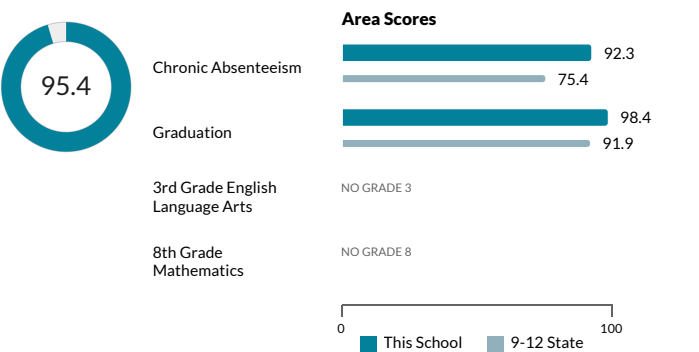 Area Scores
95.4
Chronic Absenteeism
92.3
75.4
Graduation
98.4
91.9
3rd Grade English
Language Arts
NO GRADE 3
8th Grade
Mathematics
NO GRADE 8
0
100
This School
9-12 State